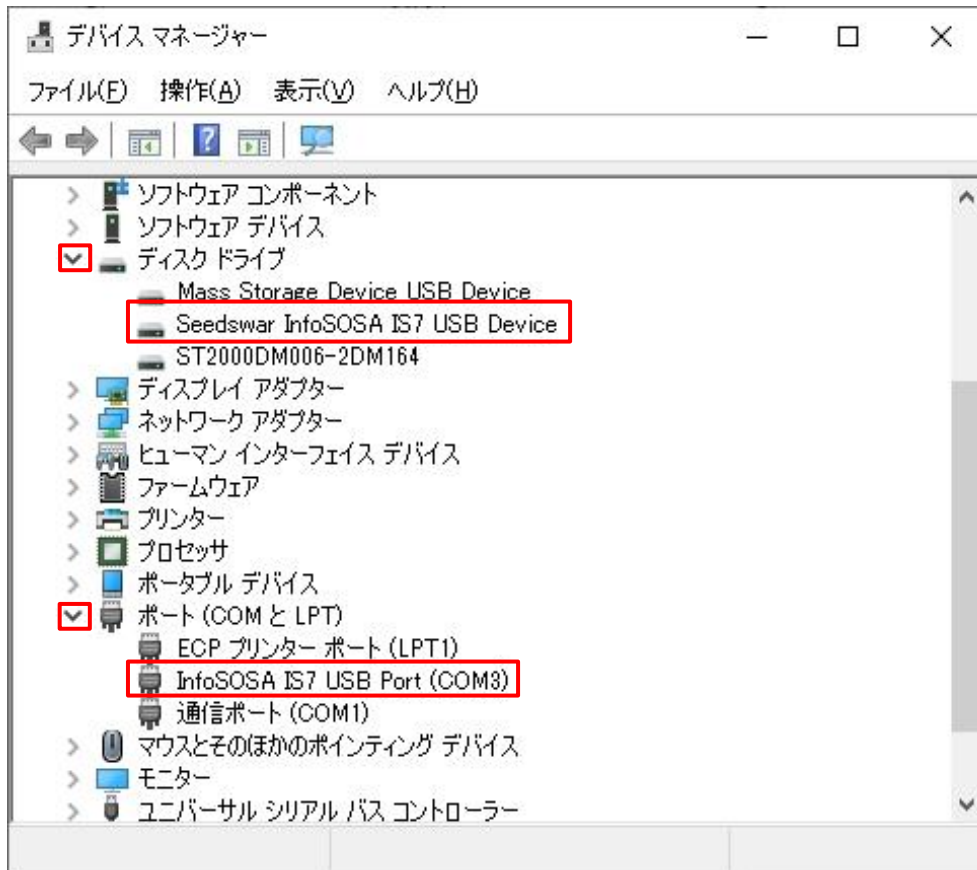 デバイス マネージャー
ファイル(F) 操作(A) 表示(V) ヘルプ(H)
ソフトウェア コンポーネント
ソフトウェア デバイス
ディスク ドライブ
Mass Storage Device USB Device
Seedswar InfoSOSA IS7 USB Device
ST2000DM006-2DM164
ディスプレイ アダプター
ネットワーク アダプター
ヒューマン インターフェイス デバイス
ファームウェア
プリンター
プロセッサ
ポータブル デバイス
ポート (COM と LPT)
ECP プリンター ポート (LPT1)
InfoSOSA IS7 USB Port (COM3)
通信ポート (COM1)
マウスとそのほかのポインティング デバイス
モニター
ユニバーサル シリアル バス コントローラー